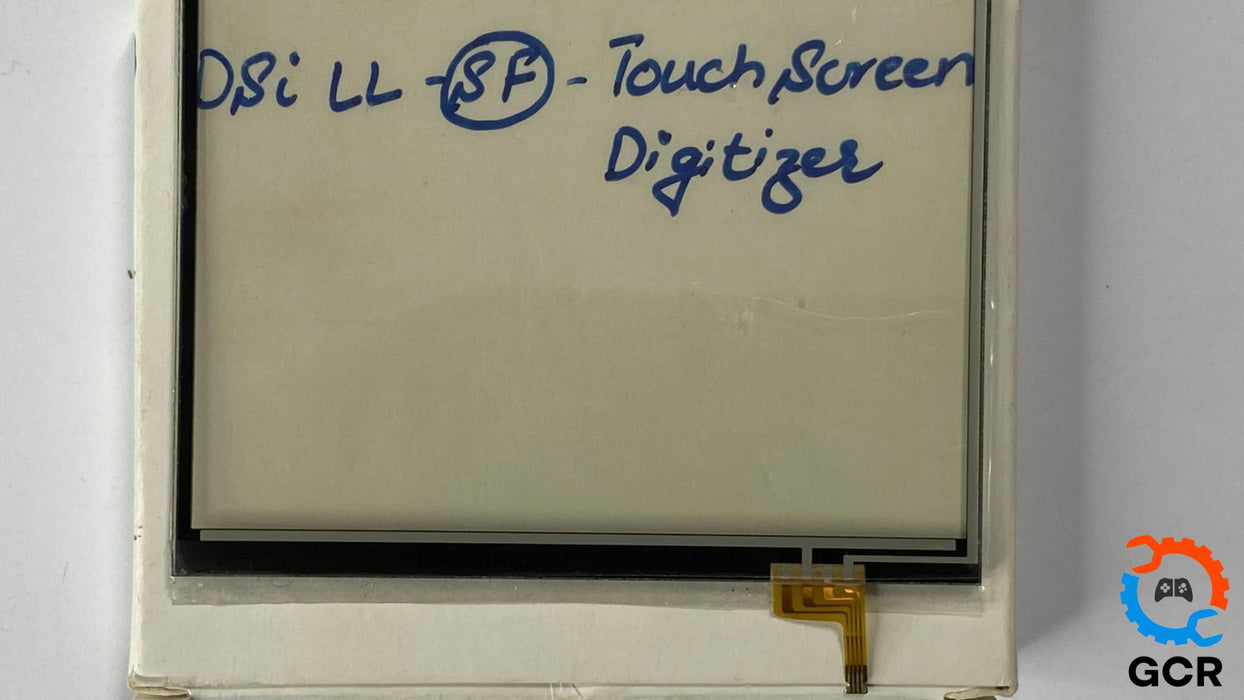 DSi LL - SF - Touch Screen
Digitizer
GCR